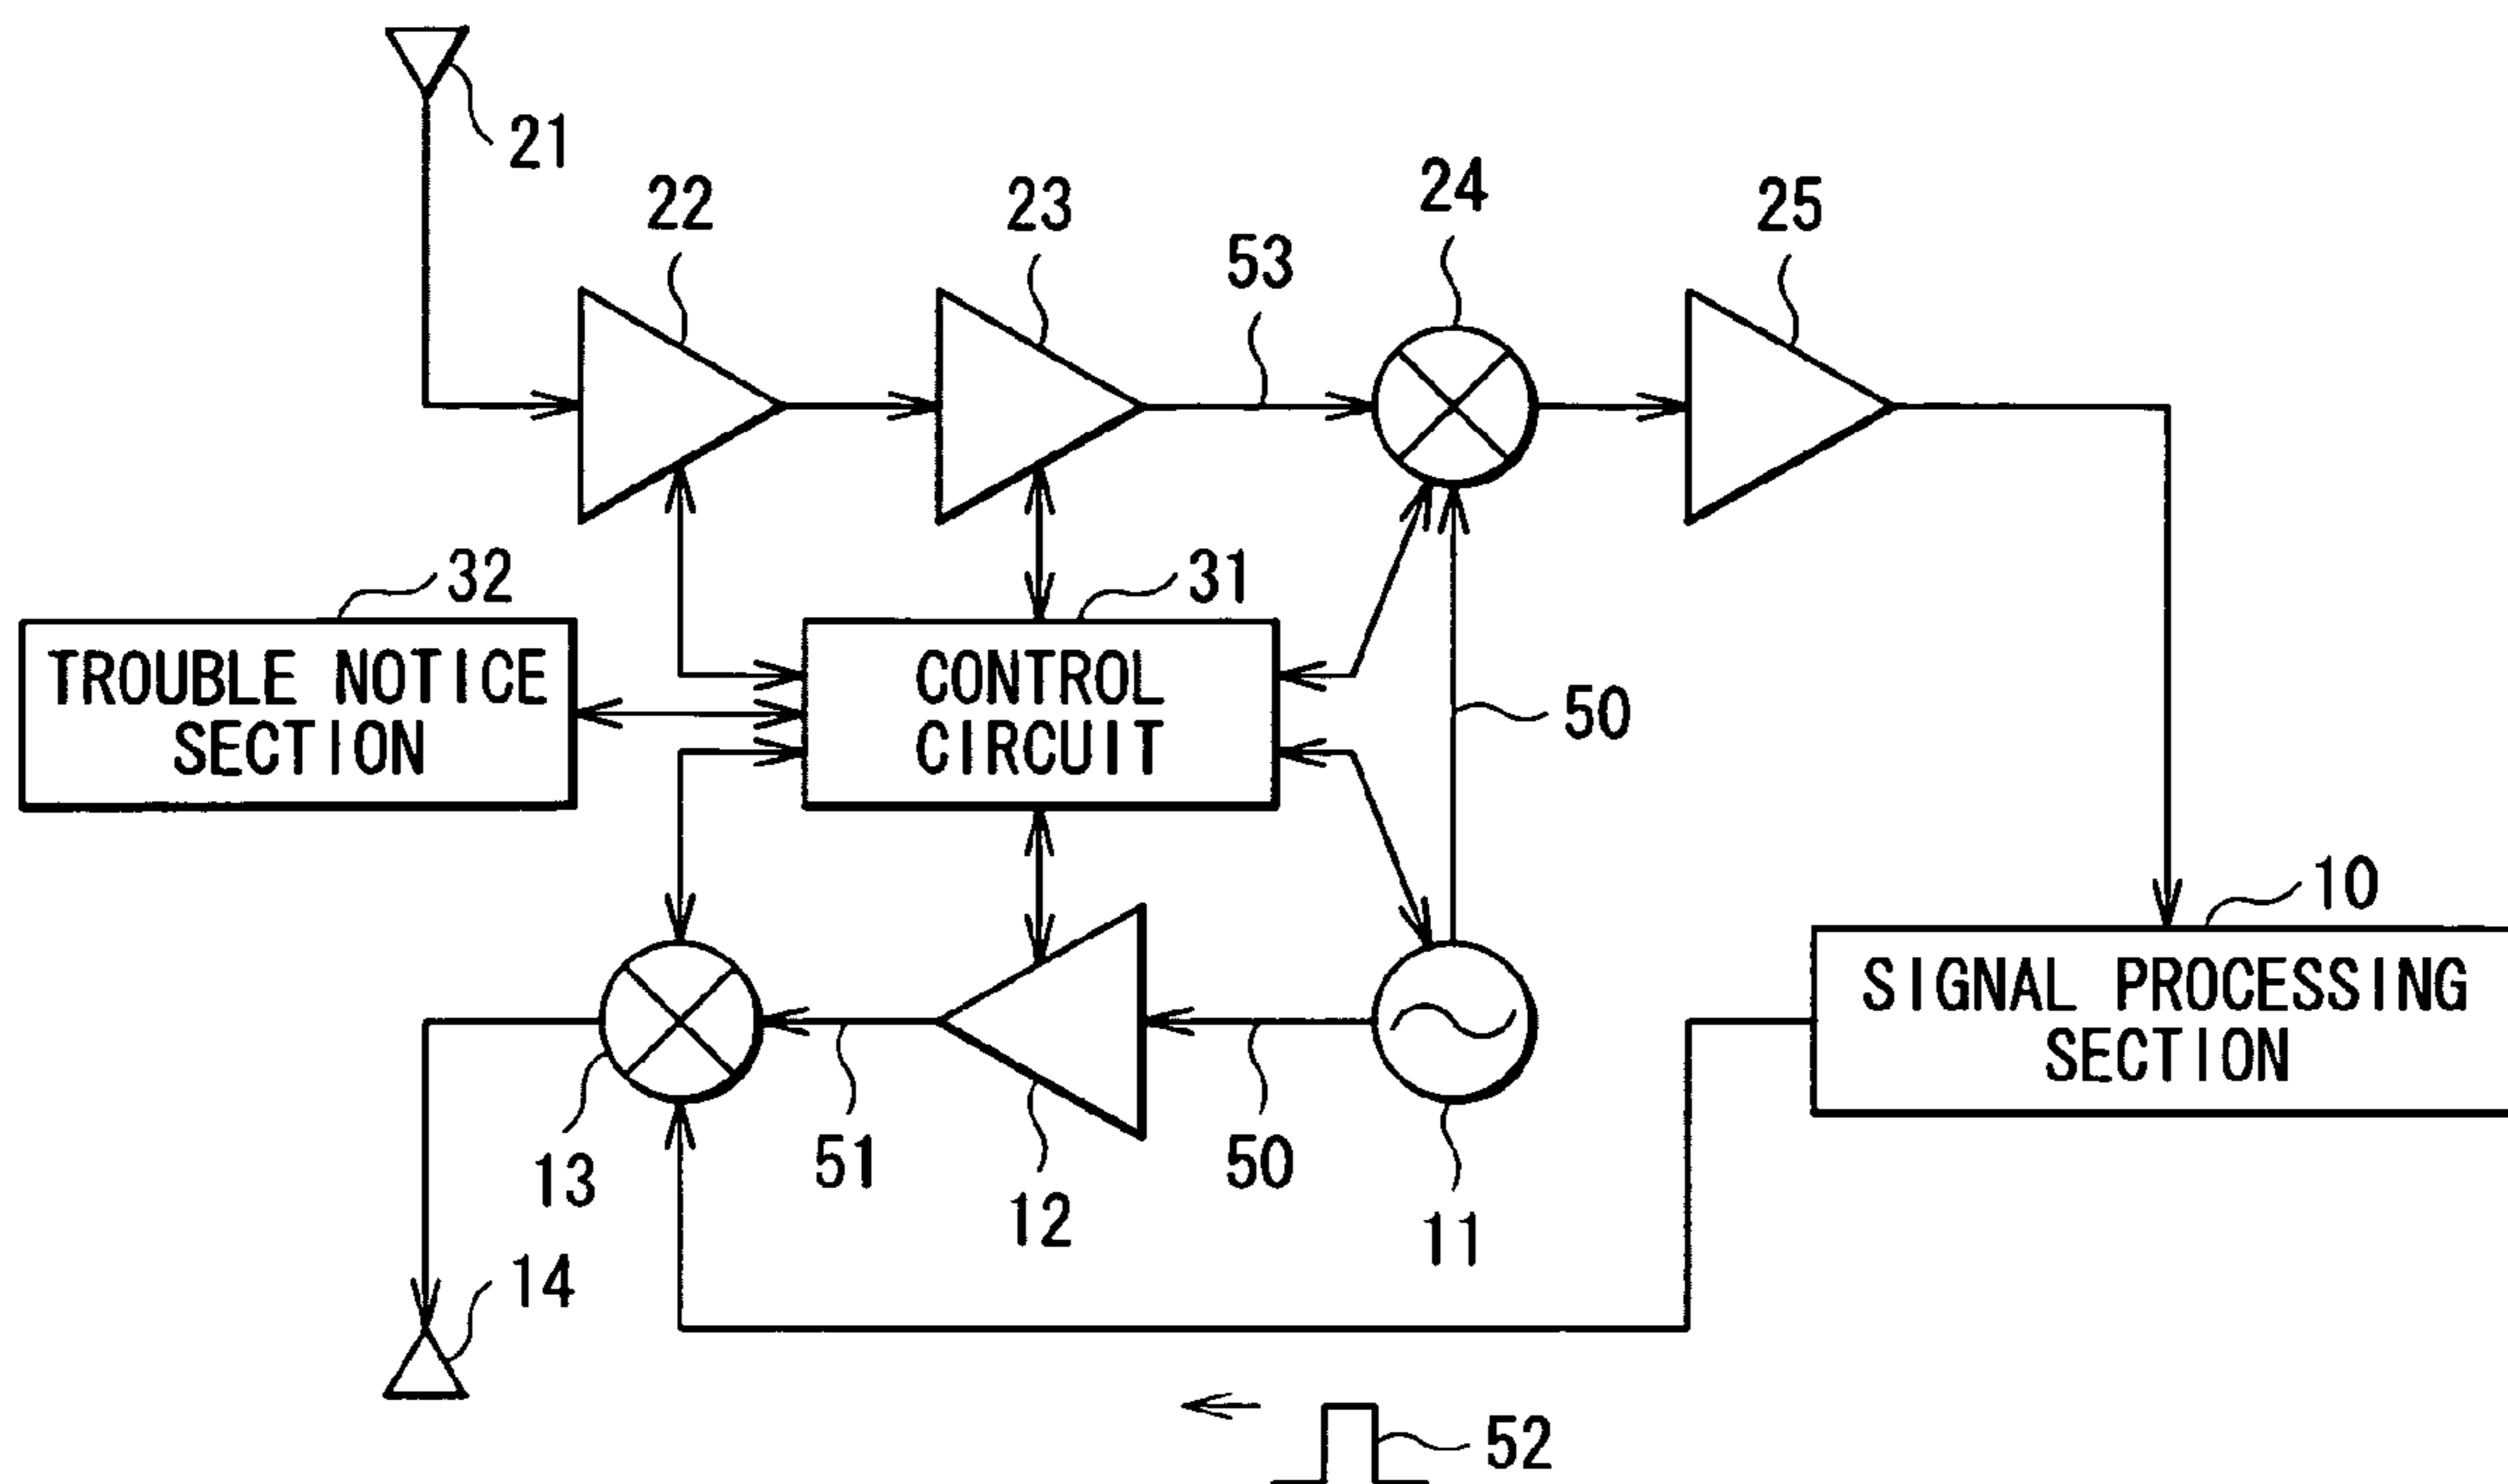 21
22
23
24
25
53
32
31
TROUBLE NOTICE
SECTION
CONTROL
CIRCUIT
50
10
SIGNAL PROCESSING
SECTION
13
51
12
50
11
14
52